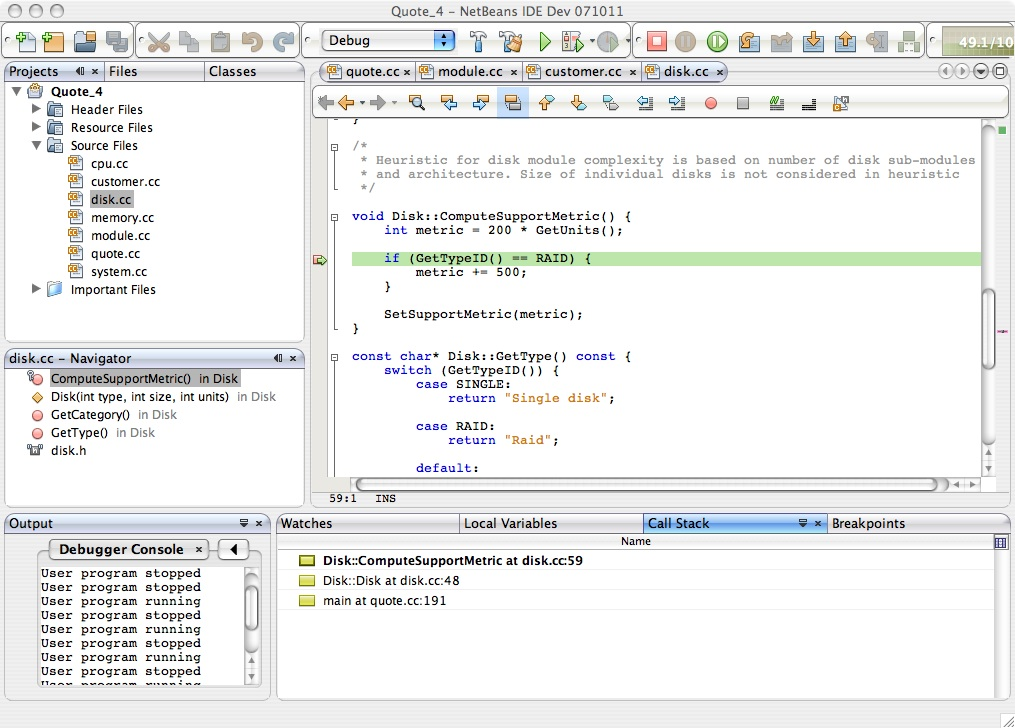 Quote_4 - NetBeans IDE Dev 071011
Debug
49.1/10
Projects
Files
Classes
Quote_4
Header Files
Resource Files
Source Files
cpu.cc
customer.cc
disk.cc
memory.cc
module.cc
quote.cc
system.cc
Important Files
disk.cc - Navigator
ComputeSupportMetric() in Disk
Disk(int type, int size, int units) in Disk
GetCategory() in Disk
GetType() in Disk
disk.h
quote.cc
module.cc
customer.cc
disk.cc
}
/*
* Heuristic for disk module complexity is based on number of disk sub-modules
* and architecture. Size of individual disks is not considered in heuristic
*/
void Disk::ComputeSupportMetric() {
int metric = 200 * GetUnits();
if (GetTypeID() == RAID) {
metric += 500;
}
SetSupportMetric(metric);
}
const char* Disk::GetType() const {
switch (GetTypeID()) {
case SINGLE:
return "Single disk";
case RAID:
return "Raid";
default:
59:1 INS
Output
Debugger Console
User program stopped
User program stopped
User program running
User program stopped
User program running
User program stopped
User program running
User program stopped
User program running
Watches
Local Variables
Call Stack
Breakpoints
Name
Disk::ComputeSupportMetric at disk.cc:59
Disk::Disk at disk.cc:48
main at quote.cc:191